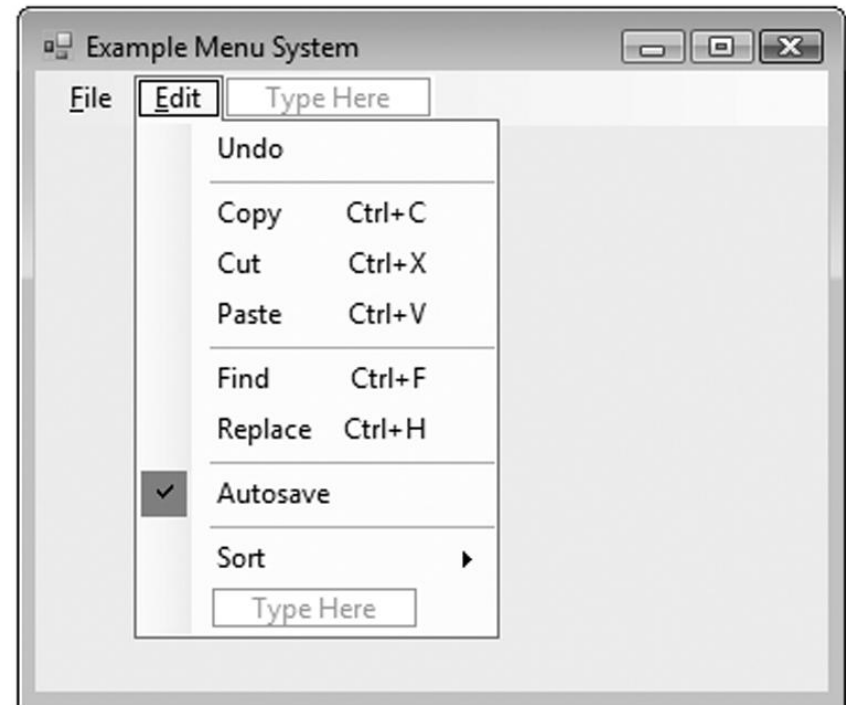 Example Menu System
File Edit Type Here
Undo
Copy Ctrl+C
Cut Ctrl+X
Paste Ctrl+V
Find Ctrl+F
Replace Ctrl+H
Autosave
Sort
Type Here